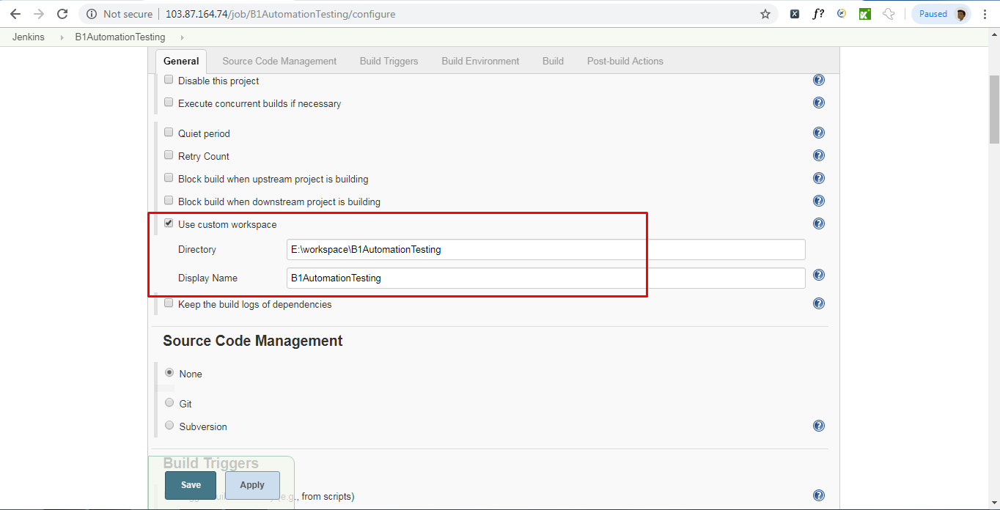 Not secure | 103.87.164.74/job/B1AutomationTesting/configure
f?
Paused
Jenkins
B1AutomationTesting
General Source Code Management Build Triggers Build Environment Build Post-build Actions
Disable this project
Execute concurrent builds if necessary
Quiet period
Retry Count
Block build when upstream project is building
Block build when downstream project is building
Use custom workspace
Directory E:\workspace\B1AutomationTesting
Display Name B1AutomationTesting
Keep the build logs of dependencies
Source Code Management
None
Git
Subversion
Build Triggers
Save Apply
from scripts)